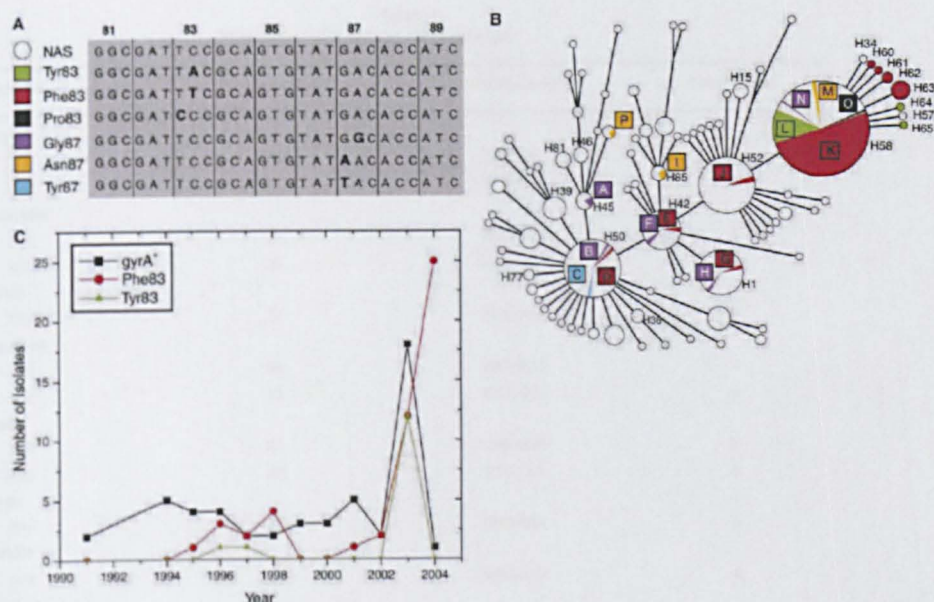 A
81 83 85 87 89
NAS GGCGATTCCGCAGTGTATGACACCATC
Tyr83 GGCGATTACGCAGTGTATGACACCATC
Phe83 GGCGATTTCGCAGTGTATGACACCATC
Pro83 GGCGATCCCGCAGTGTATGACACCATC
Gly87 GGCGATTCCGCAGTGTATGGCACCATC
Asn87 GGCGATTCCGCAGTGTATAACACCATC
Tyr87 GGCGATTCCGCAGTGTATTACACCATC
B
H34
H60
H61
H62
H63
H64
H57
H65
H58
N
M
O
L
K
H15
H52
J
P
H81
H46
I
H85
H39
A
H45
H42
F
H50
B
C
H77
H
H1
C
gyrA+
Phe83
Tyr83
Number of Isolates
25
20
15
10
5
0
1990 1992 1994 1996 1998 2000 2002 2004
Year